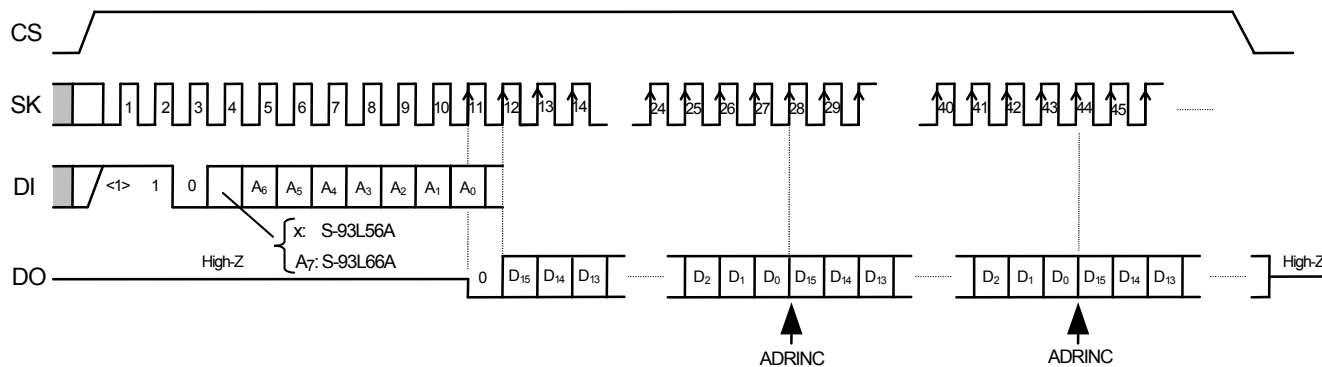 CS
SK 1 2 3 4 5 6 7 8 9 10 11 12 13 14 24 25 26 27 28 29 40 41 42 43 44 45
DI <1> 1 0 A6 A5 A4 A3 A2 A1 A0
x: S-93L56A
A7: S-93L66A
High-Z High-Z
DO 0 D15 D14 D13 D2 D1 D0 D15 D14 D13 D2 D1 D0 D15 D14 D13
ADRINC ADRINC